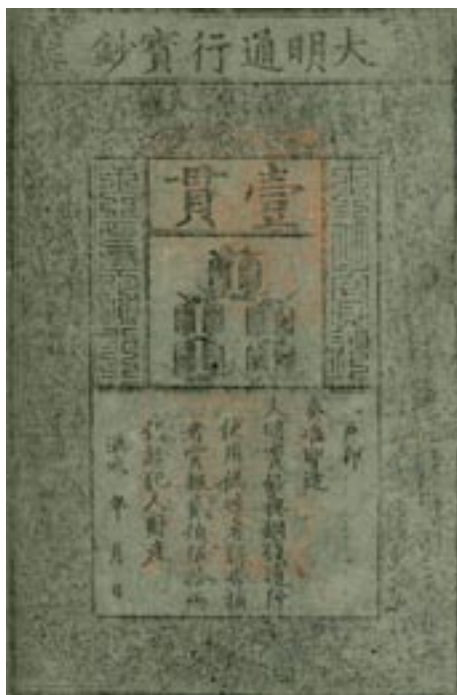 大明通行寶鈔
壹貫
戶部
奏准印造
大明寶鈔與銅錢通行
使用偽造者斬告捕
者賞銀貳伯伍拾兩
仍給犯人財產
洪武 年 月 日